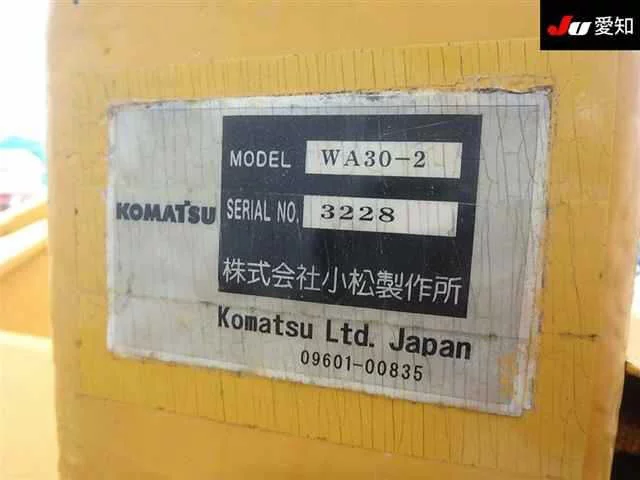 JU 愛知
MODEL WA30-2
KOMATSU SERIAL NO. 3228
株式会社小松製作所
Komatsu Ltd. Japan
09601-00835